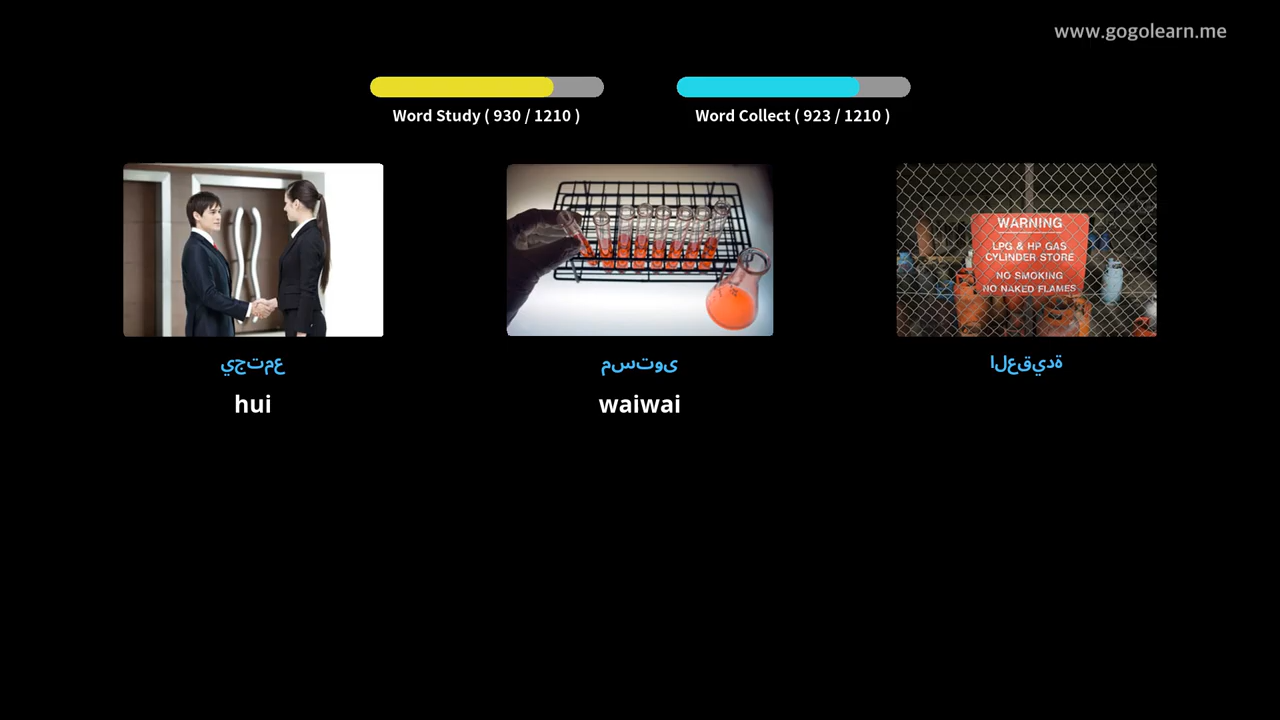 www.gogolearn.me
Word Study ( 930 / 1210 )
Word Collect ( 923 / 1210 )
WARNING
LPG & HP GAS
CYLINDER STORE
NO SMOKING
NO NAKED FLAMES
يجتمع
مستوى
العقيدة
hui
waiwai